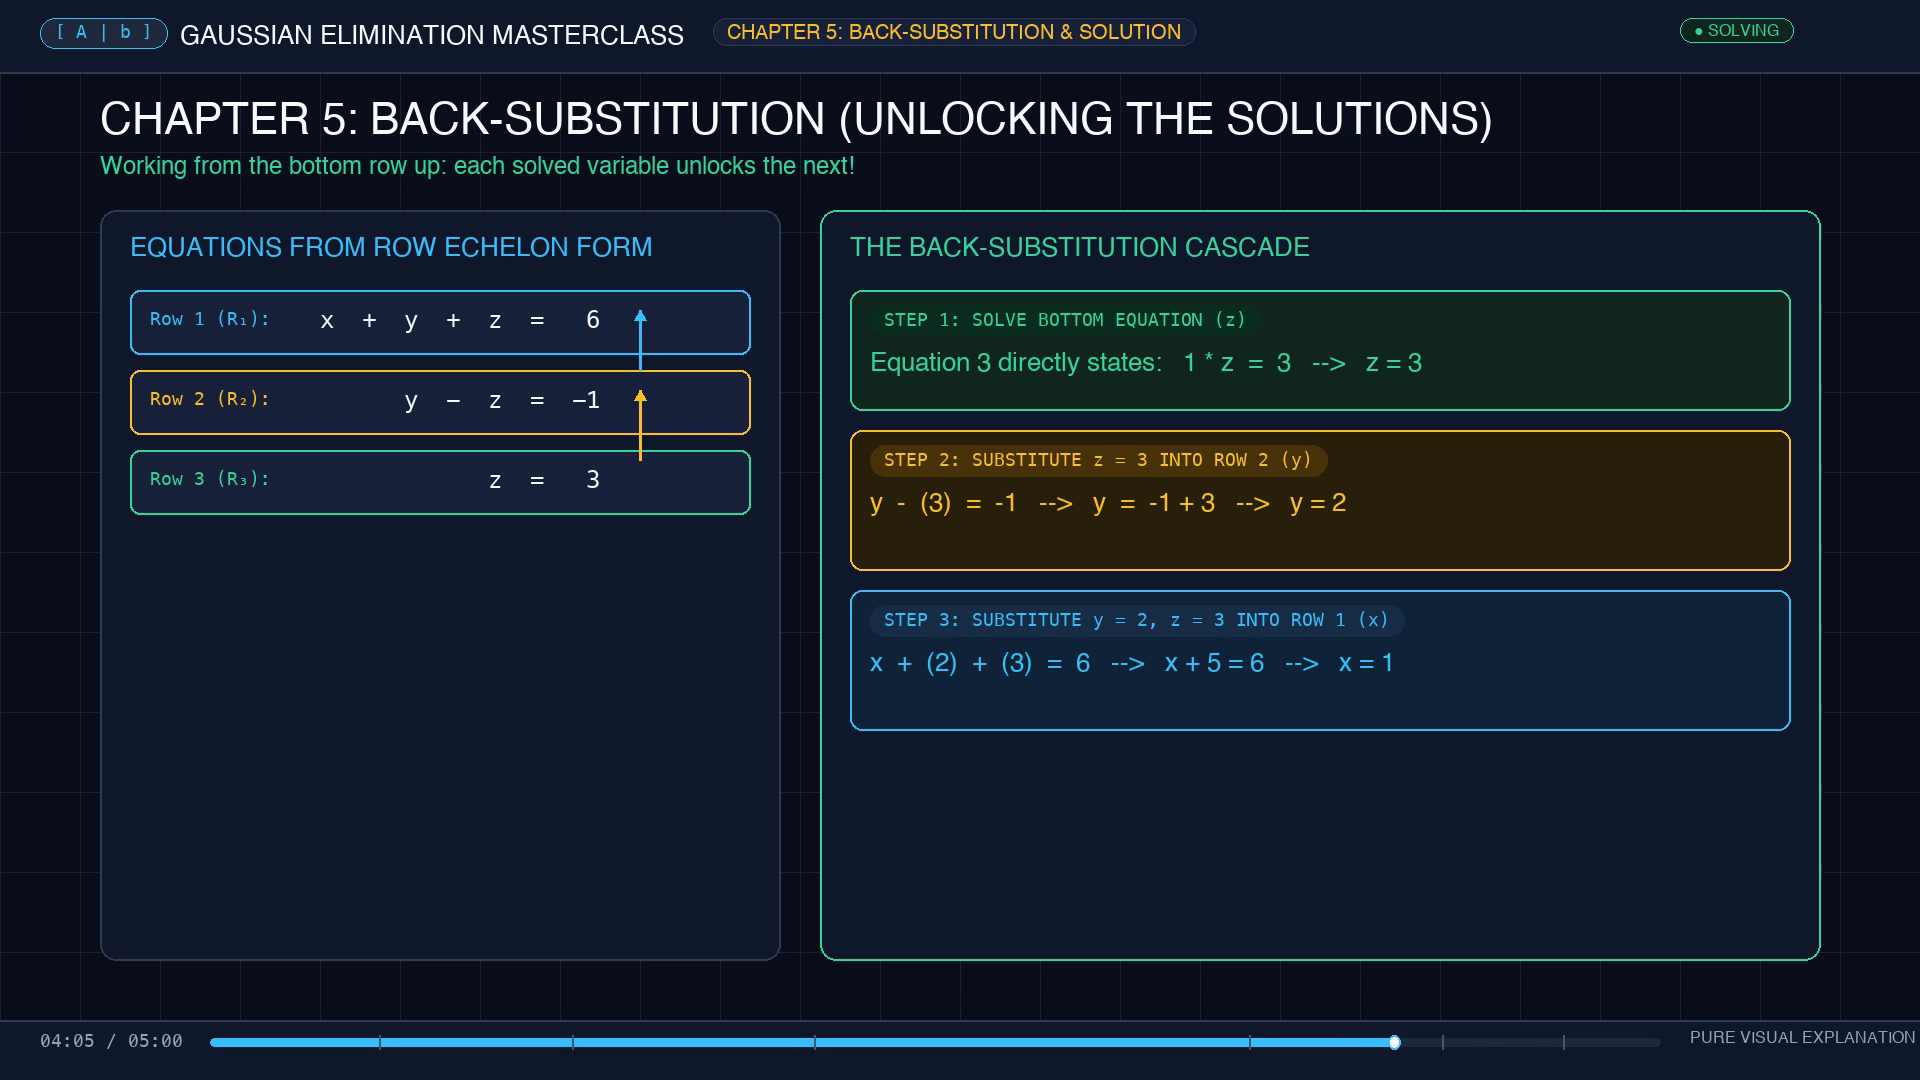 [ A | b ] GAUSSIAN ELIMINATION MASTERCLASS CHAPTER 5: BACK-SUBSTITUTION & SOLUTION ● SOLVING
CHAPTER 5: BACK-SUBSTITUTION (UNLOCKING THE SOLUTIONS)
Working from the bottom row up: each solved variable unlocks the next!
EQUATIONS FROM ROW ECHELON FORM
Row 1 (R₁): x + y + z = 6
Row 2 (R₂): y − z = −1
Row 3 (R₃): z = 3
THE BACK-SUBSTITUTION CASCADE
STEP 1: SOLVE BOTTOM EQUATION (z)
Equation 3 directly states: 1 * z = 3 --> z = 3
STEP 2: SUBSTITUTE z = 3 INTO ROW 2 (y)
y - (3) = -1 --> y = -1 + 3 --> y = 2
STEP 3: SUBSTITUTE y = 2, z = 3 INTO ROW 1 (x)
x + (2) + (3) = 6 --> x + 5 = 6 --> x = 1
04:05 / 05:00 PURE VISUAL EXPLANATION